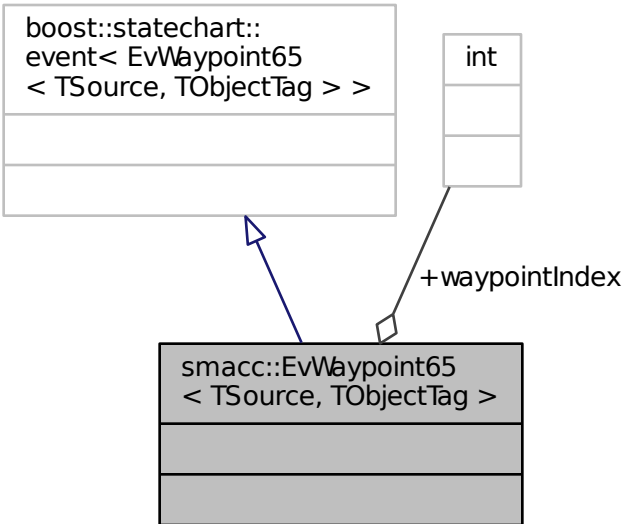 boost::statechart::
event< EvWaypoint65
< TSource, TObjectTag > >
int
+waypointIndex
smacc::EvWaypoint65
< TSource, TObjectTag >